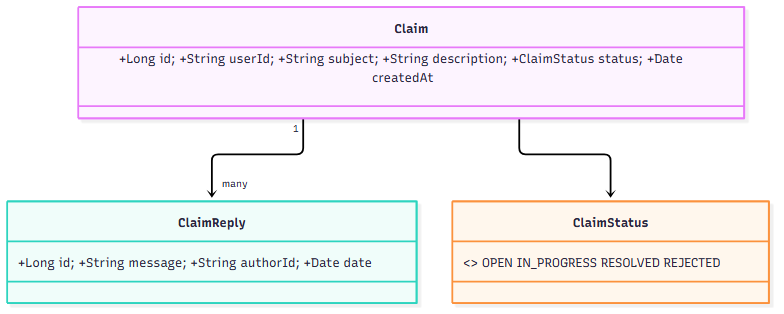 Claim
+Long id; +String userId; +String subject; +String description; +ClaimStatus status; +Date
createdAt
1
many
ClaimReply
+Long id; +String message; +String authorId; +Date date
ClaimStatus
<> OPEN IN_PROGRESS RESOLVED REJECTED